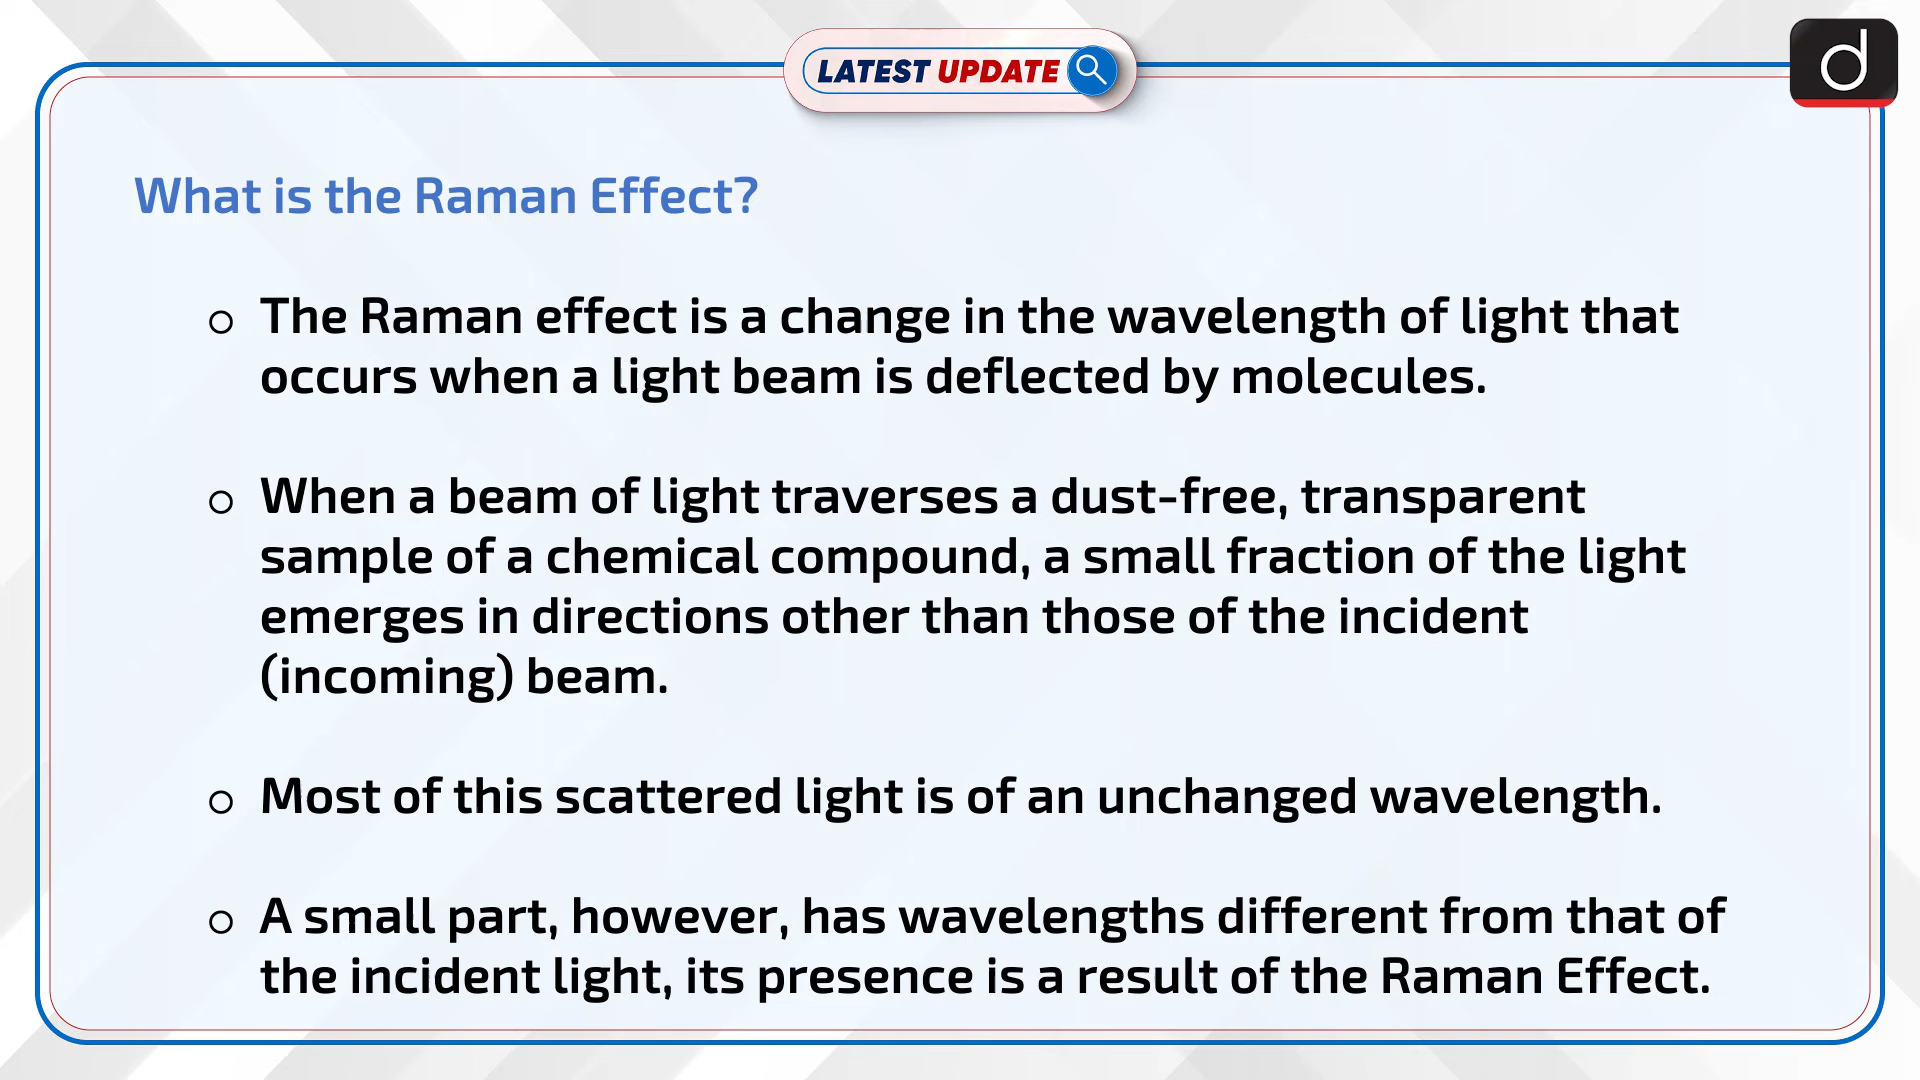 LATEST UPDATE
d
What is the Raman Effect?
The Raman effect is a change in the wavelength of light that
occurs when a light beam is deflected by molecules.
When a beam of light traverses a dust-free, transparent
sample of a chemical compound, a small fraction of the light
emerges in directions other than those of the incident
(incoming) beam.
Most of this scattered light is of an unchanged wavelength.
A small part, however, has wavelengths different from that of
the incident light, its presence is a result of the Raman Effect.